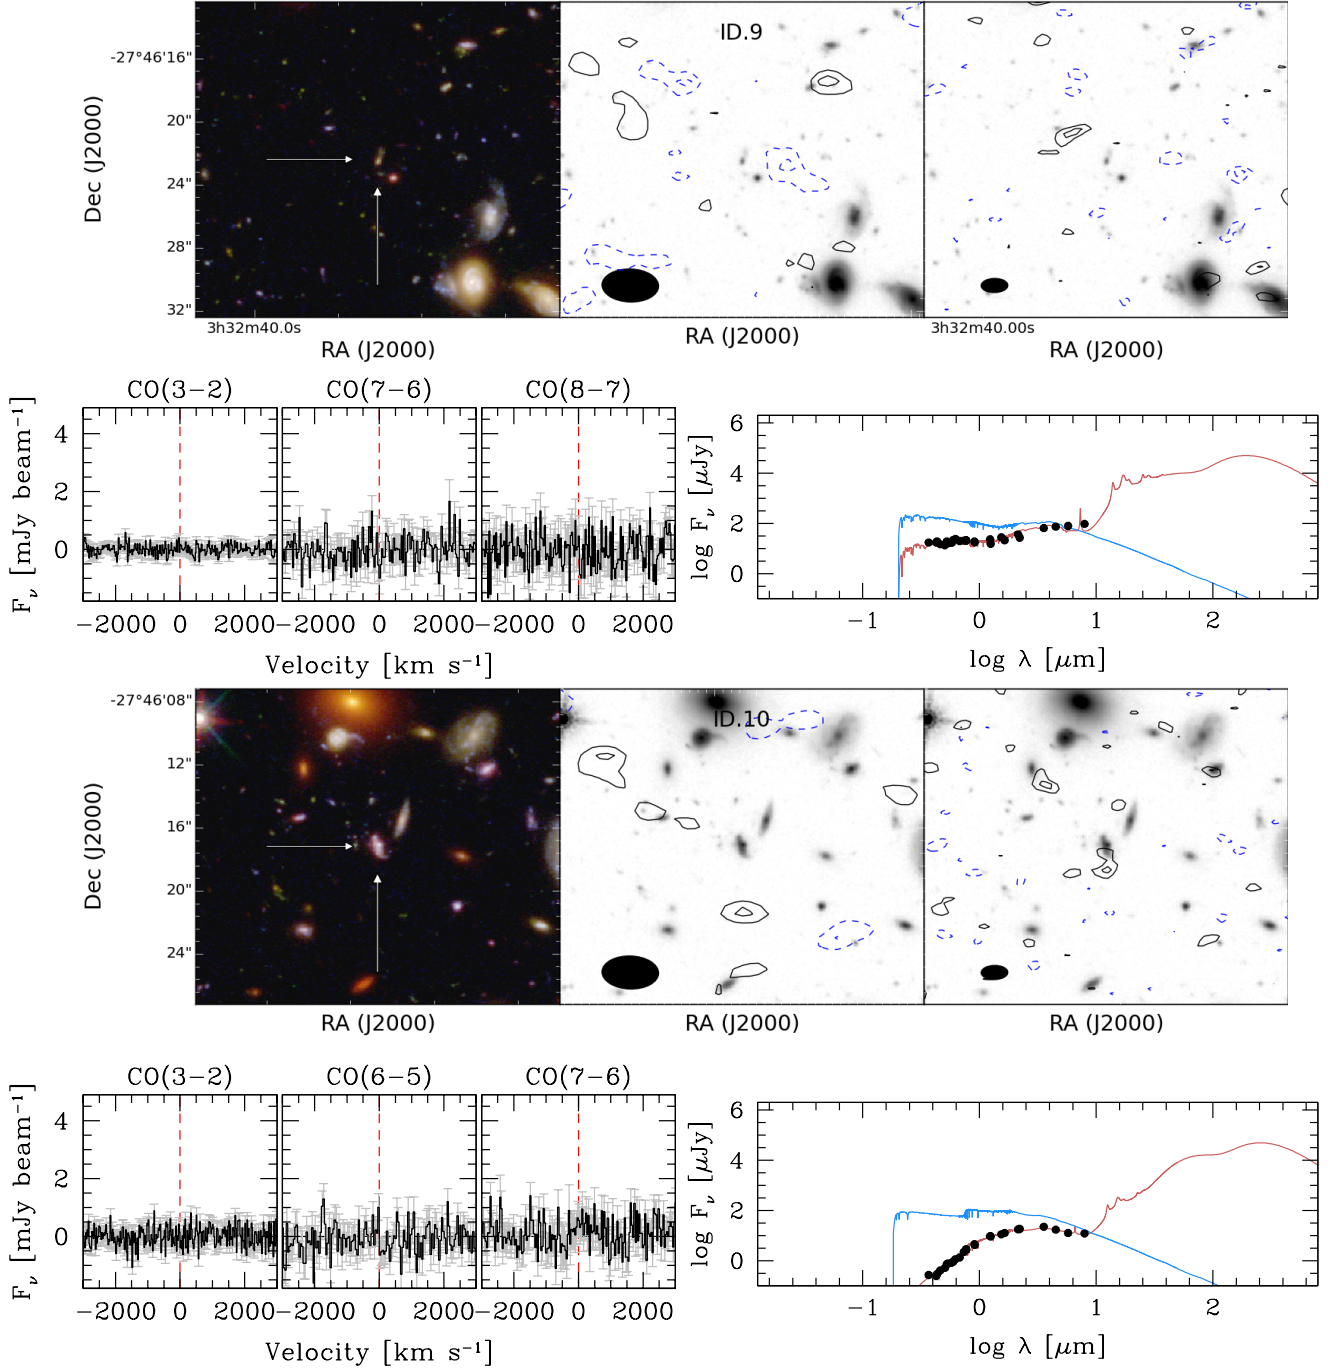 ID.9
-27°46'16"
20"
24"
28"
32"
Dec (J2000)
3h32m40.0s
3h32m40.00s
RA (J2000)
RA (J2000)
RA (J2000)
CO(3−2)
CO(7−6)
CO(8−7)
4
2
0
F_ν [mJy beam⁻¹]
−2000 0 2000
−2000 0 2000
−2000 0 2000
Velocity [km s⁻¹]
6
4
2
0
log F_ν [μJy]
−1 0 1 2
log λ [μm]
ID.10
-27°46'08"
12"
16"
20"
24"
Dec (J2000)
RA (J2000)
RA (J2000)
RA (J2000)
CO(3−2)
CO(6−5)
CO(7−6)
4
2
0
F_ν [mJy beam⁻¹]
−2000 0 2000
−2000 0 2000
−2000 0 2000
Velocity [km s⁻¹]
6
4
2
0
log F_ν [μJy]
−1 0 1 2
log λ [μm]